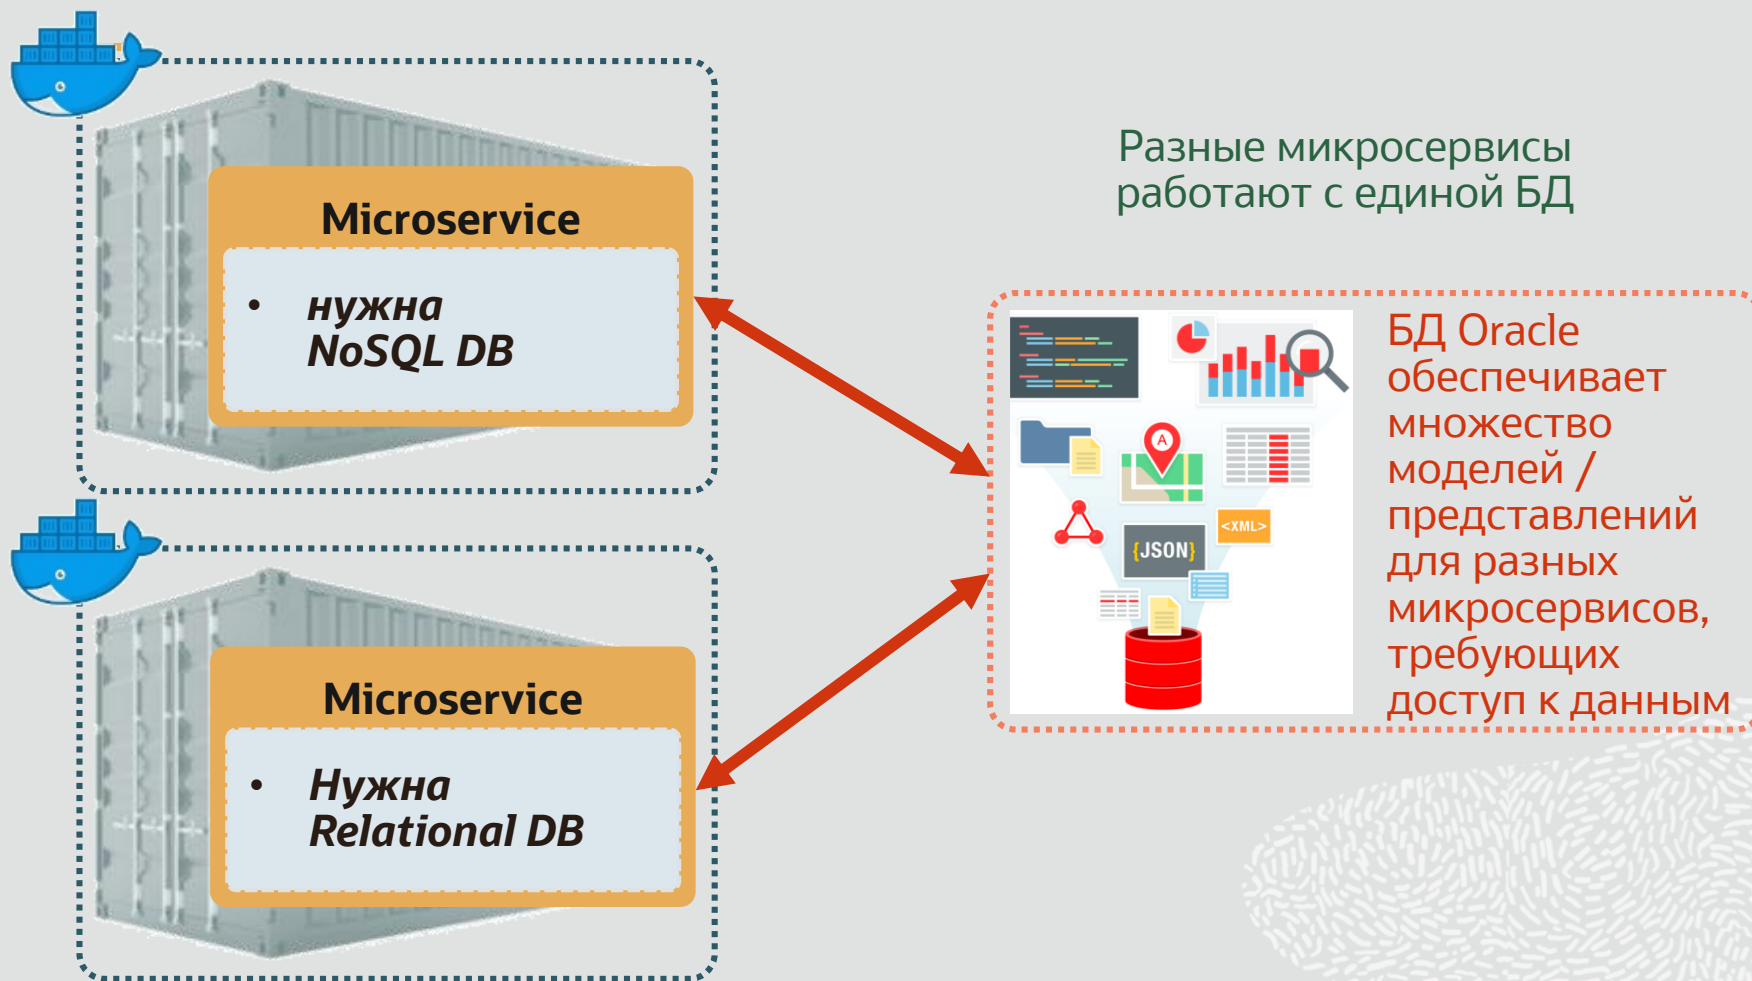 Microservice
• нужна
NoSQL DB
Microservice
• Нужна
Relational DB
Разные микросервисы
работают с единой БД
A
<XML>
{JSON}
БД Oracle
обеспечивает
множество
моделей /
представлений
для разных
микросервисов,
требующих
доступ к данным